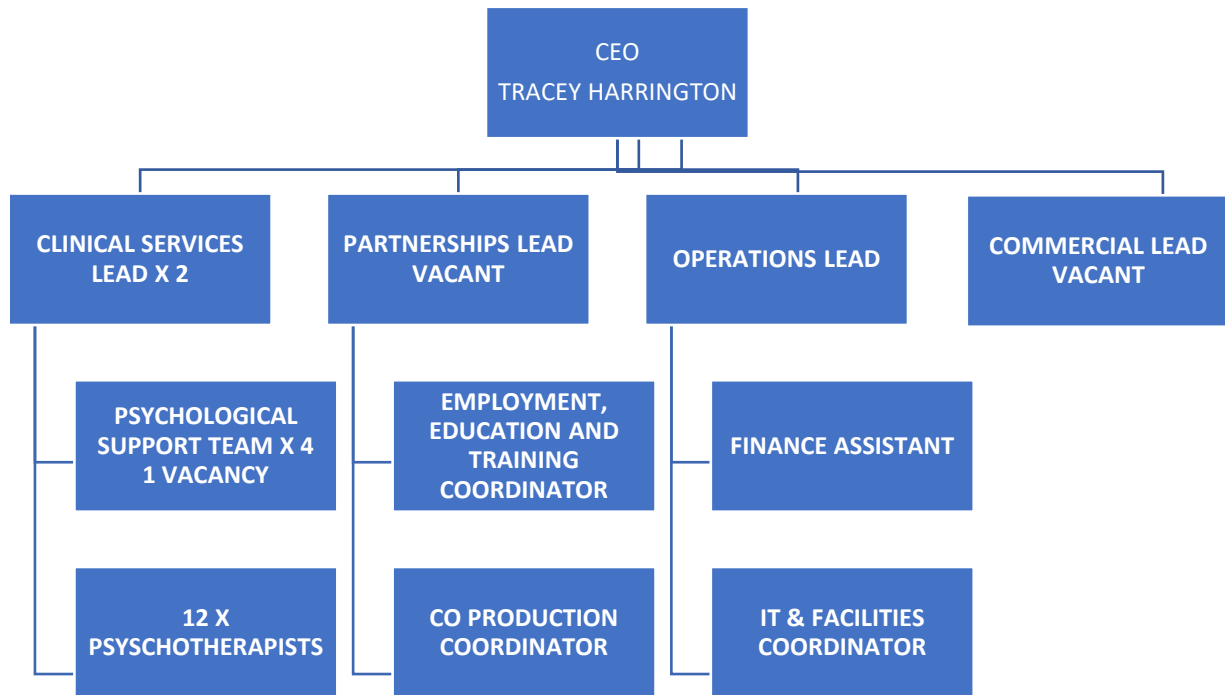 CEO
TRACEY HARRINGTON
CLINICAL SERVICES
LEAD X 2
PARTNERSHIPS LEAD
VACANT
OPERATIONS LEAD
COMMERCIAL LEAD
VACANT
PSYCHOLOGICAL
SUPPORT TEAM X 4
1 VACANCY
EMPLOYMENT,
EDUCATION AND
TRAINING
COORDINATOR
FINANCE ASSISTANT
12 X
PSYSCHOTHERAPISTS
CO PRODUCTION
COORDINATOR
IT & FACILITIES
COORDINATOR